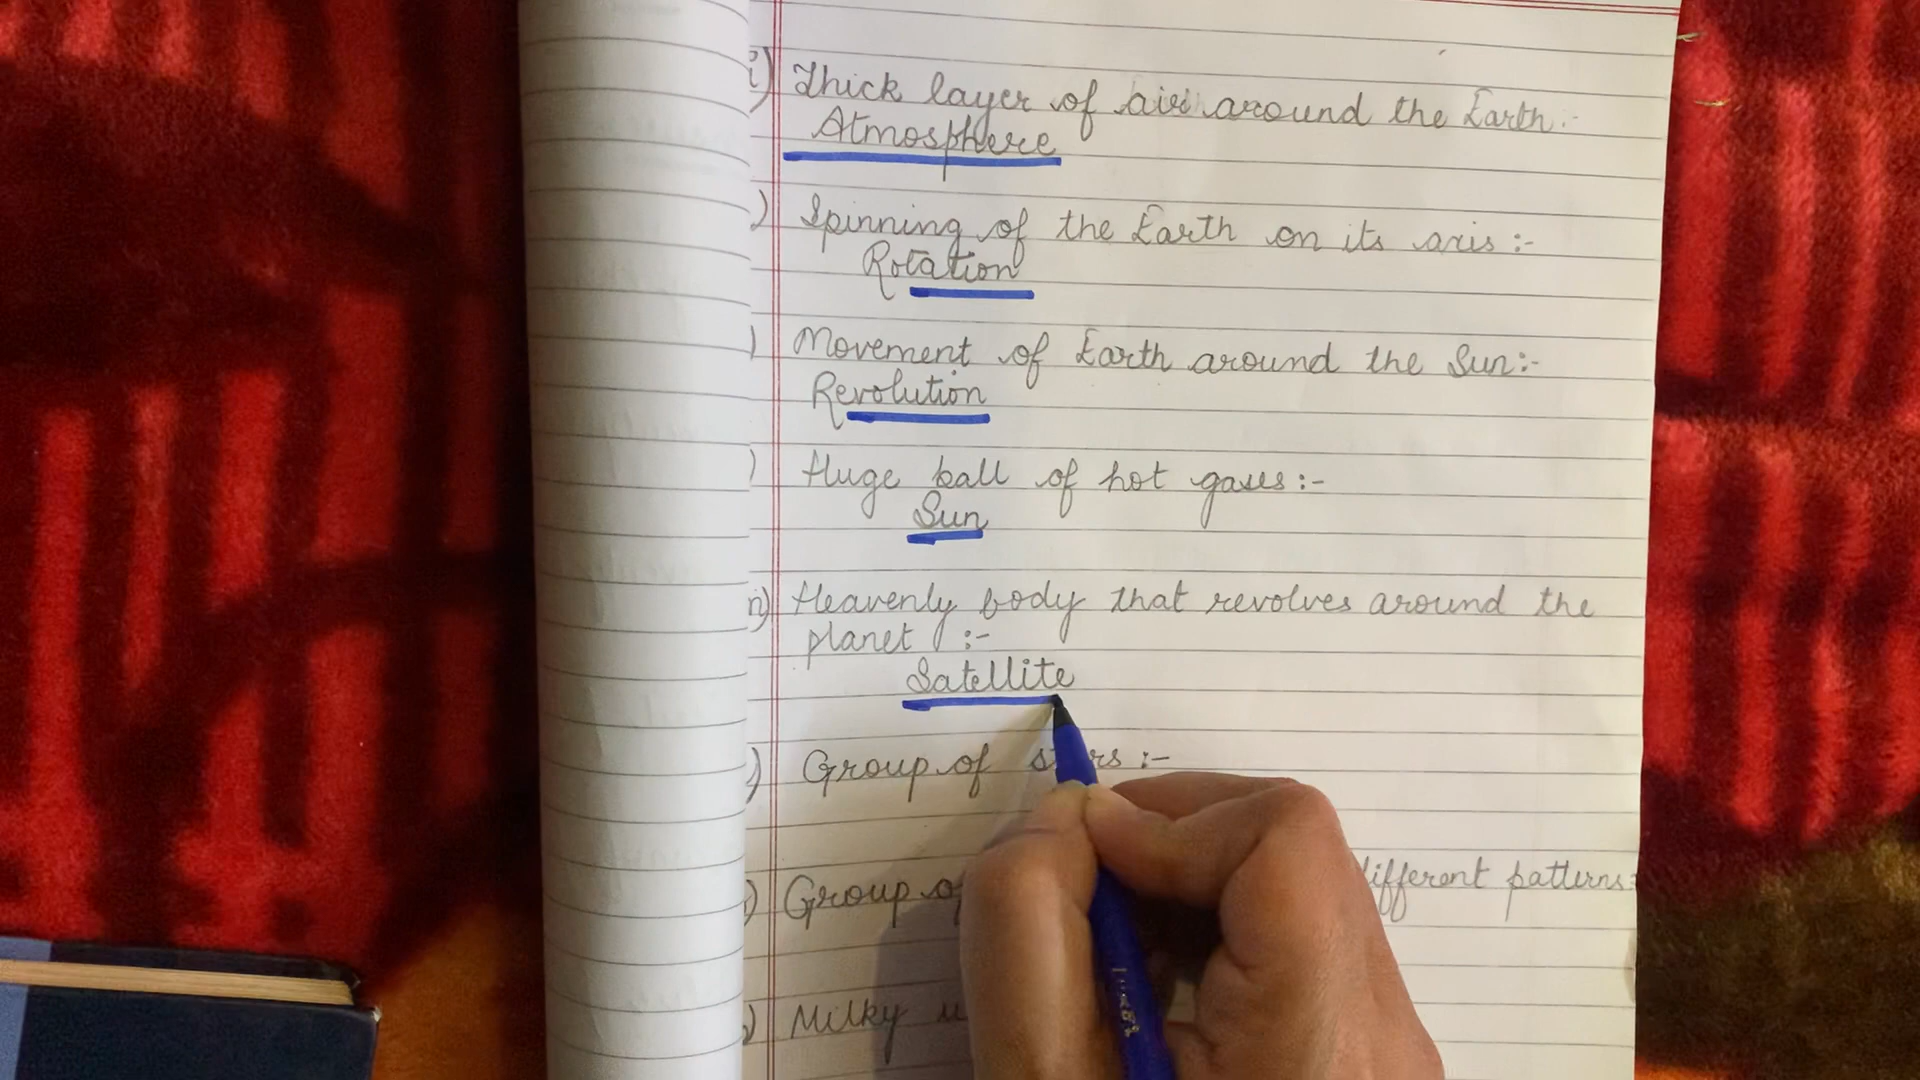 i) Thick layer of air around the Earth:-
Atmosphere
) Spinning of the Earth on its axis :-
Rotation
) Movement of Earth around the Sun:-
Revolution
) Huge ball of hot gases:-
Sun
n) Heavenly body that revolves around the
planet :-
Satellite
) Group of :-
) Group of different patterns:
) Milky